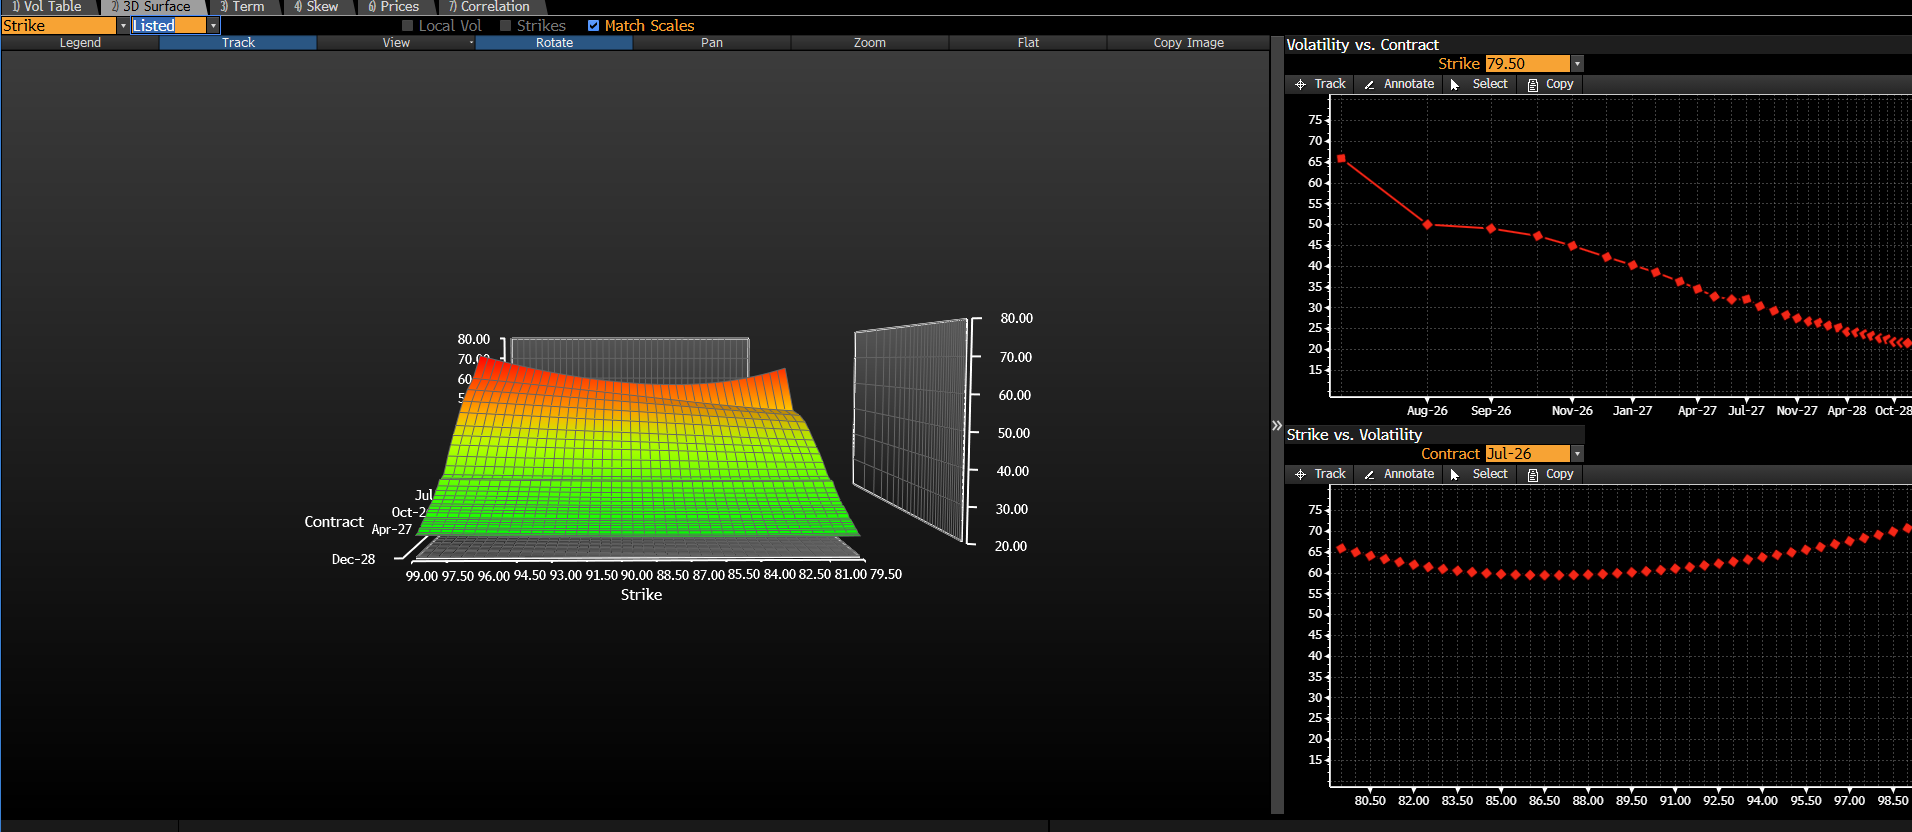 1) Vol Table 2) 3D Surface 3) Term 4) Skew 6) Prices 7) Correlation
Strike Listed Local Vol Strikes Match Scales
Legend Track View Rotate Pan Zoom Flat Copy Image
80.00
70.00
60
5
80.00
70.00
60.00
50.00
40.00
30.00
20.00
Jul
Oct-2
Contract Apr-27
Dec-28
99.00 97.50 96.00 94.50 93.00 91.50 90.00 88.50 87.00 85.50 84.00 82.50 81.00 79.50
Strike
»
Volatility vs. Contract
Strike 79.50
Track Annotate Select Copy
75
70
65
60
55
50
45
40
35
30
25
20
15
Aug-26 Sep-26 Nov-26 Jan-27 Apr-27 Jul-27 Nov-27 Apr-28 Oct-28
Strike vs. Volatility
Contract Jul-26
Track Annotate Select Copy
75
70
65
60
55
50
45
40
35
30
25
20
15
80.50 82.00 83.50 85.00 86.50 88.00 89.50 91.00 92.50 94.00 95.50 97.00 98.50